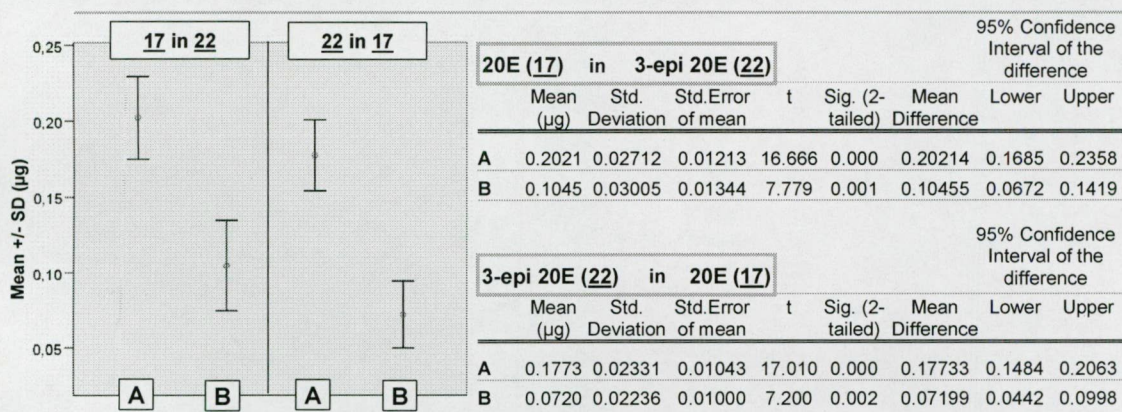 17 in 22
22 in 17
0,25
0,20
0,15
0,10
0,05
Mean +/- SD (µg)
A B A B
95% Confidence
Interval of the
difference
20E (17) in 3-epi 20E (22)
Mean (µg) Std. Deviation Std.Error of mean t Sig. (2-tailed) Mean Difference Lower Upper
A 0.2021 0.02712 0.01213 16.666 0.000 0.20214 0.1685 0.2358
B 0.1045 0.03005 0.01344 7.779 0.001 0.10455 0.0672 0.1419
95% Confidence
Interval of the
difference
3-epi 20E (22) in 20E (17)
Mean (µg) Std. Deviation Std.Error of mean t Sig. (2-tailed) Mean Difference Lower Upper
A 0.1773 0.02331 0.01043 17.010 0.000 0.17733 0.1484 0.2063
B 0.0720 0.02236 0.01000 7.200 0.002 0.07199 0.0442 0.0998